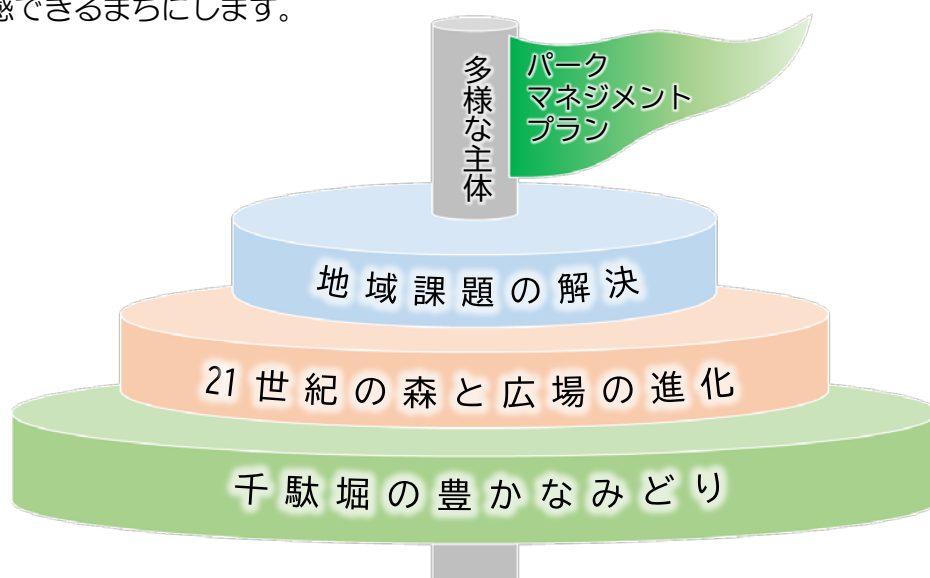 感できるまちにします。
多様な主体
パーク
マネジメント
プラン
地域課題の解決
21世紀の森と広場の進化
千駄堀の豊かなみどり